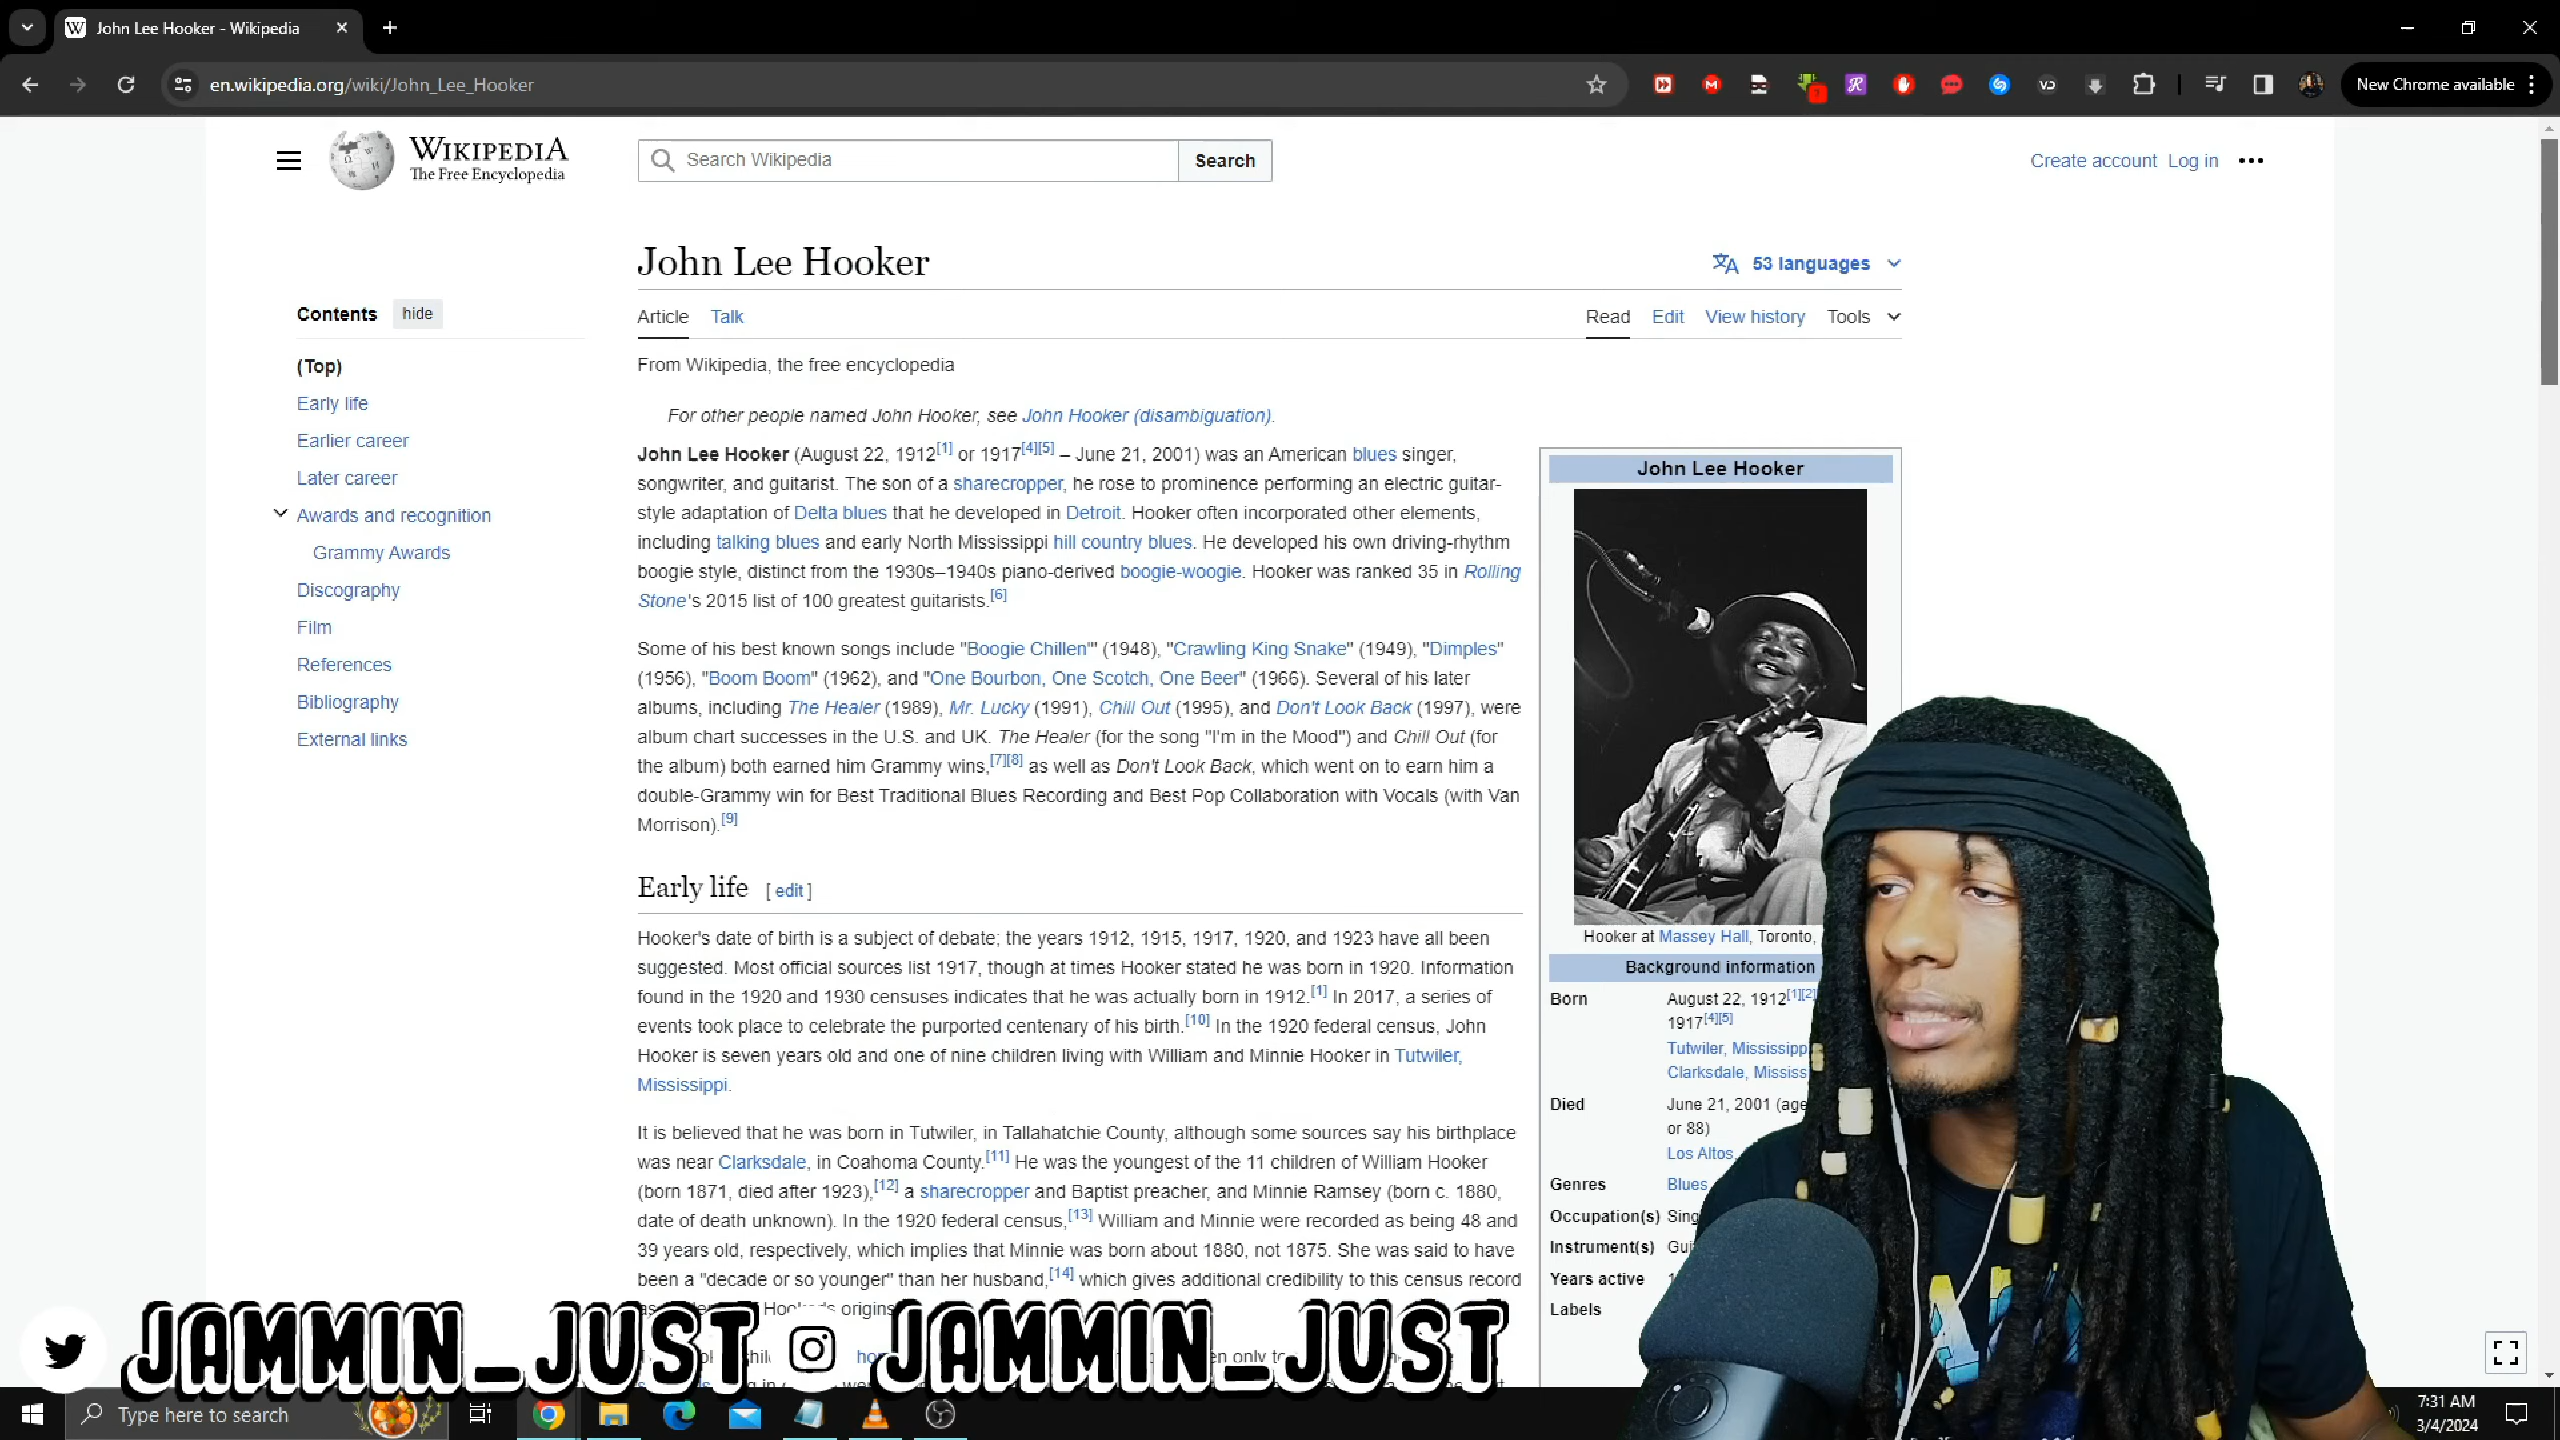 John Lee Hooker - Wikipedia
en.wikipedia.org/wiki/John_Lee_Hooker
New Chrome available
WIKIPEDIA
The Free Encyclopedia
Search Wikipedia
Search
Create account Log in
John Lee Hooker
53 languages
Article Talk
Read Edit View history Tools
From Wikipedia, the free encyclopedia
Contents hide
(Top)
Early life
Earlier career
Later career
Awards and recognition
Grammy Awards
Discography
Film
References
Bibliography
External links
For other people named John Hooker, see John Hooker (disambiguation).
John Lee Hooker (August 22, 1912[1] or 1917[4][5] – June 21, 2001) was an American blues singer,
songwriter, and guitarist. The son of a sharecropper, he rose to prominence performing an electric guitar-
style adaptation of Delta blues that he developed in Detroit. Hooker often incorporated other elements,
including talking blues and early North Mississippi hill country blues. He developed his own driving-rhythm
boogie style, distinct from the 1930s–1940s piano-derived boogie-woogie. Hooker was ranked 35 in Rolling
Stone's 2015 list of 100 greatest guitarists.[6]
Some of his best known songs include "Boogie Chillen'" (1948), "Crawling King Snake" (1949), "Dimples"
(1956), "Boom Boom" (1962), and "One Bourbon, One Scotch, One Beer" (1966). Several of his later
albums, including The Healer (1989), Mr. Lucky (1991), Chill Out (1995), and Don't Look Back (1997), were
album chart successes in the U.S. and UK. The Healer (for the song "I'm in the Mood") and Chill Out (for
the album) both earned him Grammy wins,[7][8] as well as Don't Look Back, which went on to earn him a
double-Grammy win for Best Traditional Blues Recording and Best Pop Collaboration with Vocals (with Van
Morrison).[9]
Early life [ edit ]
Hooker's date of birth is a subject of debate; the years 1912, 1915, 1917, 1920, and 1923 have all been
suggested. Most official sources list 1917, though at times Hooker stated he was born in 1920. Information
found in the 1920 and 1930 censuses indicates that he was actually born in 1912.[1] In 2017, a series of
events took place to celebrate the purported centenary of his birth.[10] In the 1920 federal census, John
Hooker is seven years old and one of nine children living with William and Minnie Hooker in Tutwiler,
Mississippi.
It is believed that he was born in Tutwiler, in Tallahatchie County, although some sources say his birthplace
was near Clarksdale, in Coahoma County.[11] He was the youngest of the 11 children of William Hooker
(born 1871, died after 1923),[12] a sharecropper and Baptist preacher, and Minnie Ramsey (born c. 1880,
date of death unknown). In the 1920 federal census,[13] William and Minnie were recorded as being 48 and
39 years old, respectively, which implies that Minnie was born about 1880, not 1875. She was said to have
been a "decade or so younger" than her husband,[14] which gives additional credibility to this census record
origins
John Lee Hooker
Hooker at Massey Hall, Toronto,
Background information
Born August 22, 1912[1][2]
1917[4][5]
Tutwiler, Mississipp
Clarksdale, Mississ
Died June 21, 2001 (age
or 88)
Los Altos,
Genres Blues
Occupation(s) Sing
Instrument(s) Gui
Years active
Labels
JAMMIN_JUST JAMMIN_JUST
Type here to search
7:31 AM
3/4/2024